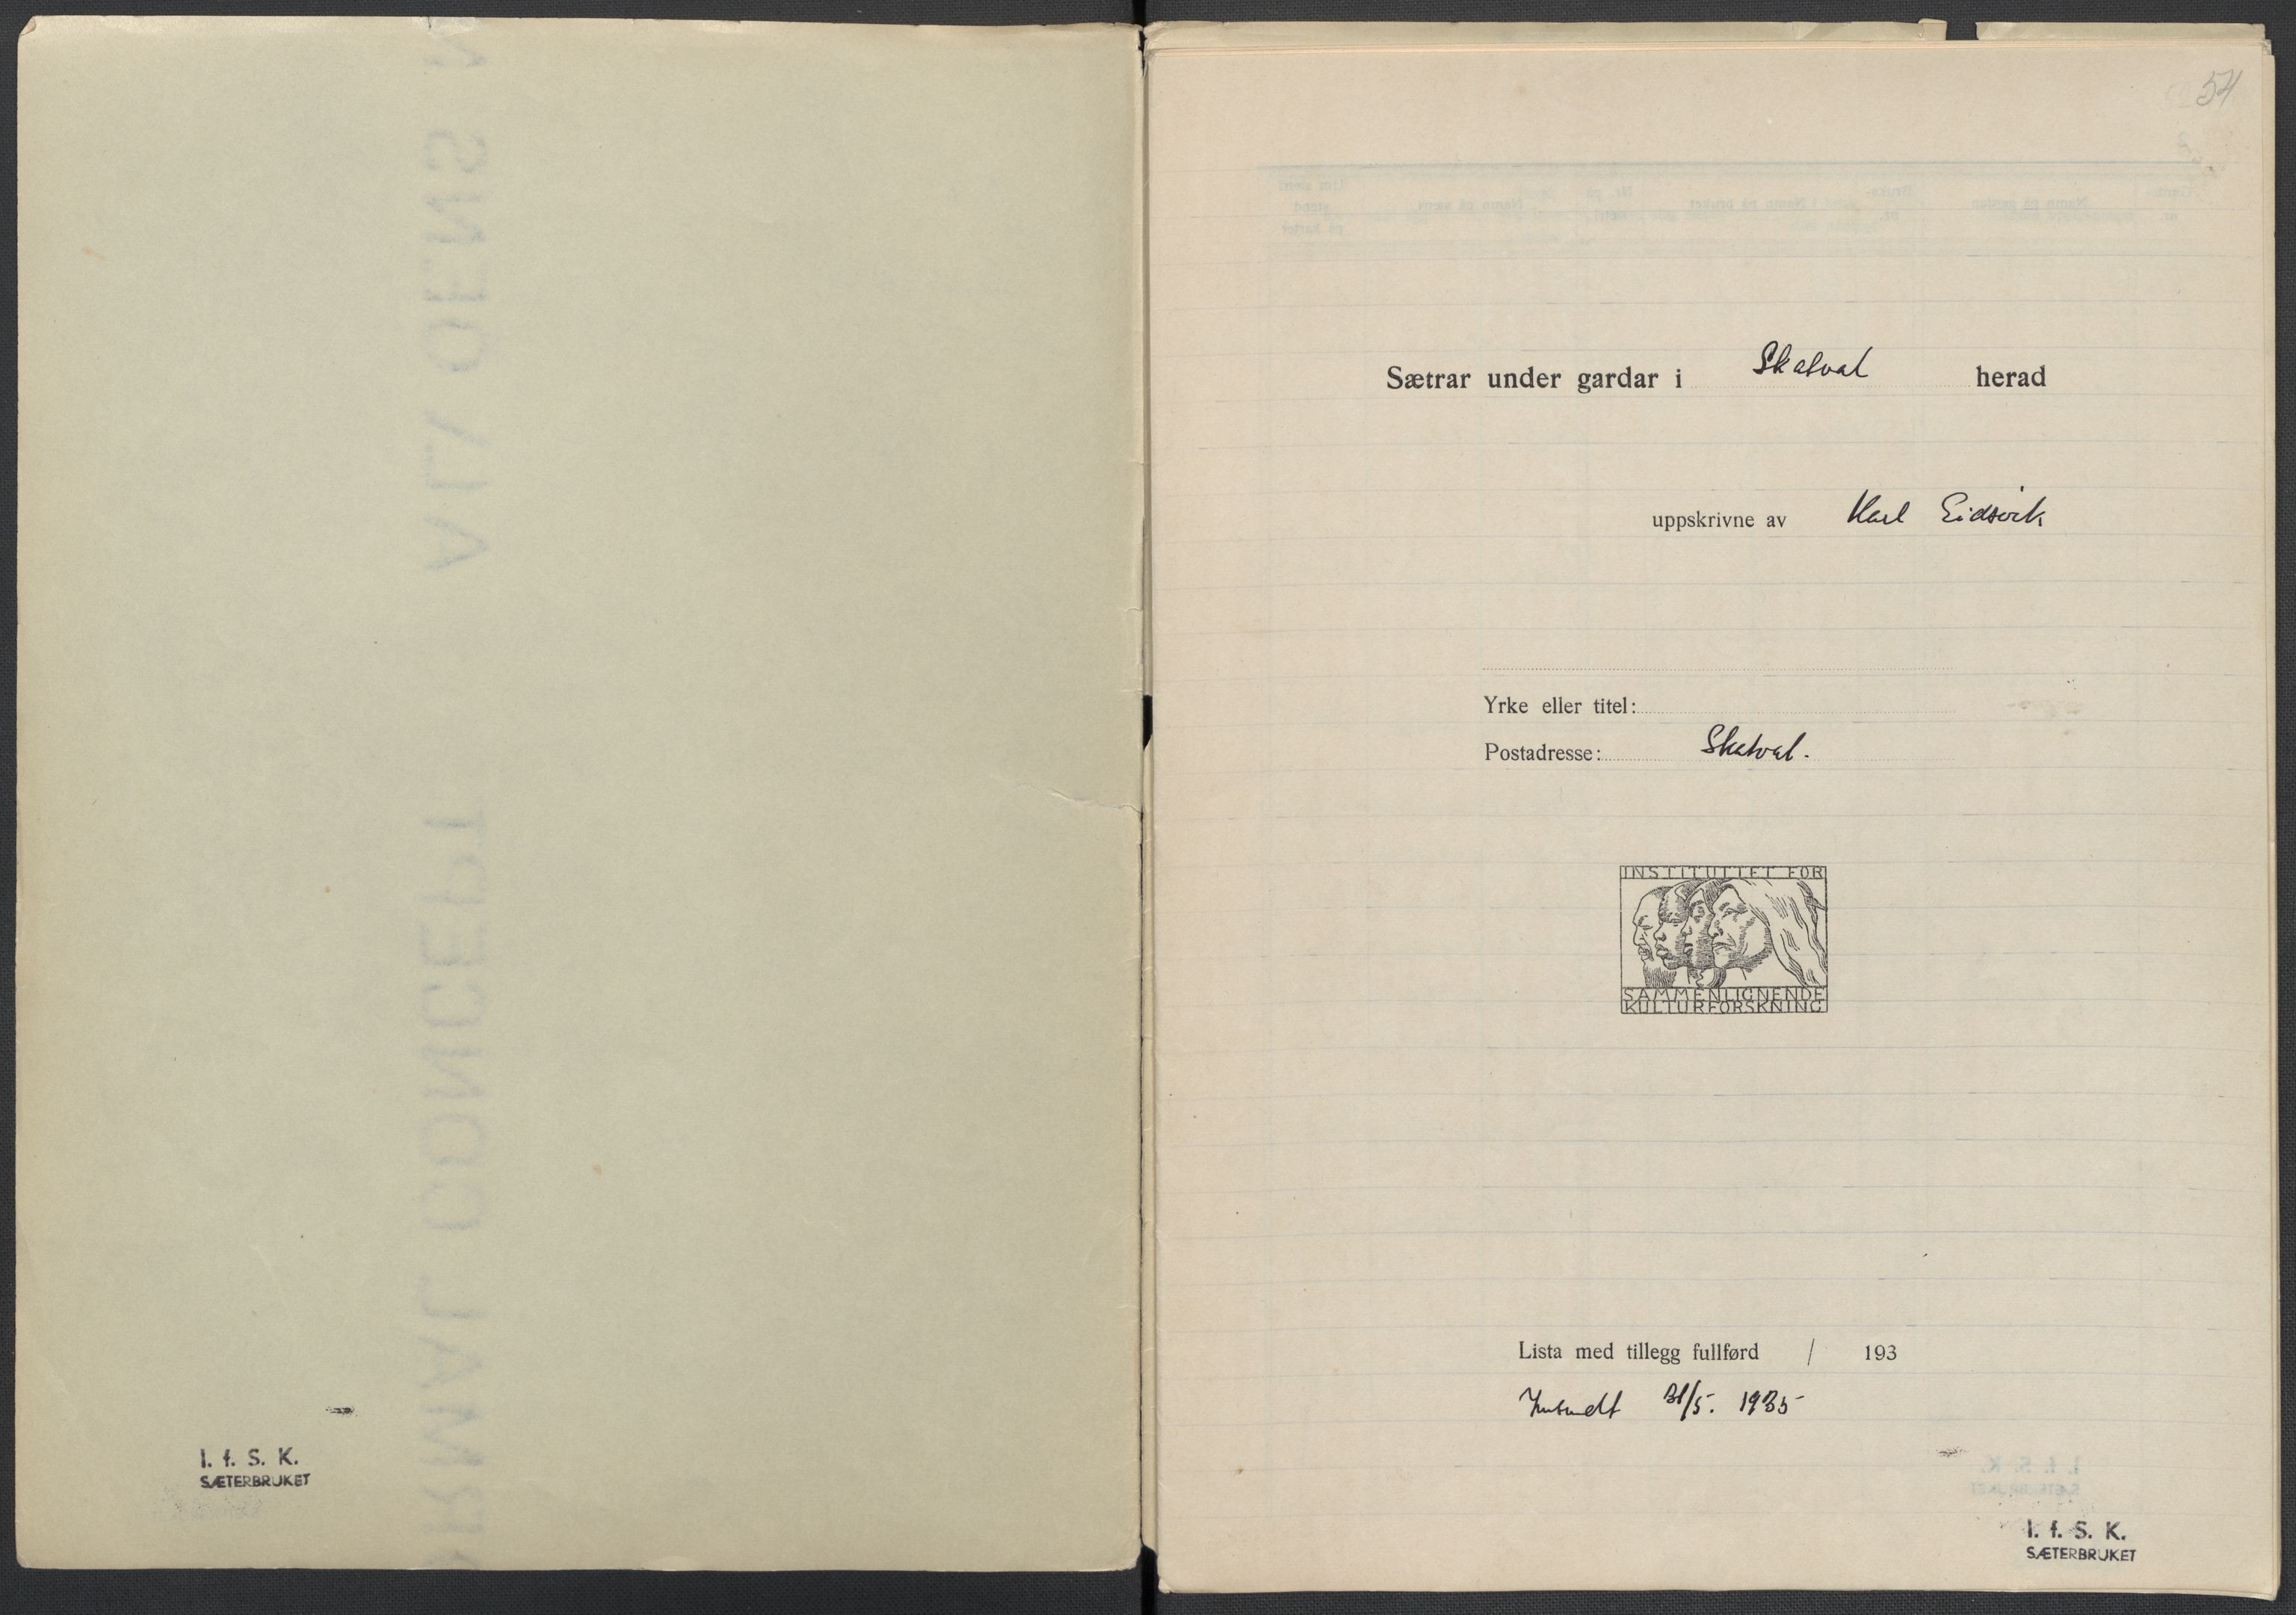 I. f. S. K.
SÆTERBRUKET
54
Sætrar under gardar i Skatval herad
uppskrivne av Karl Eidsvik
Yrke eller titel:
Postadresse: Skatval.
INSTITUTTET FOR
SAMMENLIGNENDE
KULTURFORSKNING
Lista med tillegg fullførd / 193
Innsendt 31/5. 1935
I. f. S. K.
SÆTERBRUKET